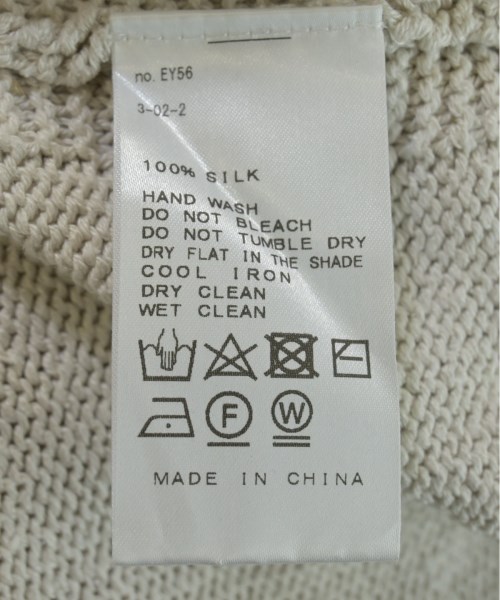 no. EY56
3-02-2
100% SILK
HAND WASH
DO NOT BLEACH
DO NOT TUMBLE DRY
DRY FLAT IN THE SHADE
COOL IRON
DRY CLEAN
WET CLEAN
F W
MADE IN CHINA